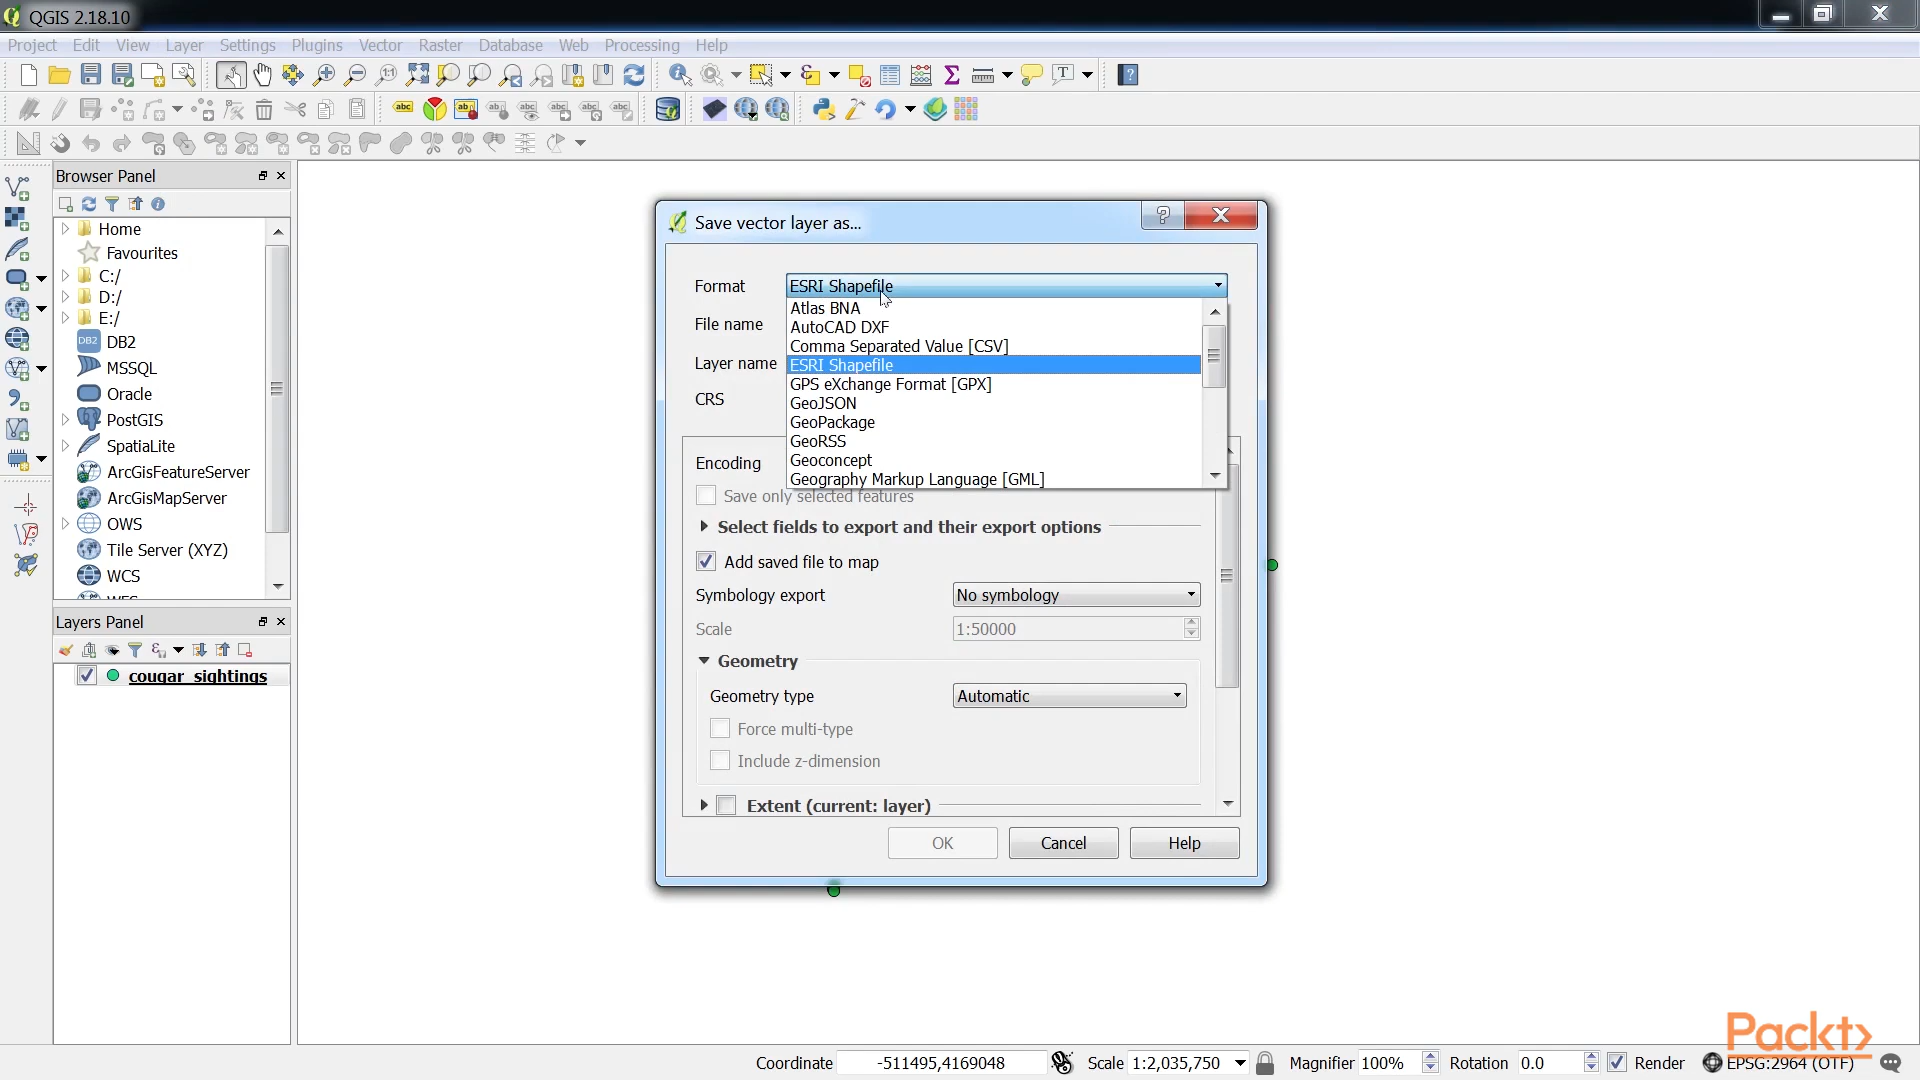 QGIS 2.18.10
Project Edit View Layer Settings Plugins Vector Raster Database Web Processing Help
Browser Panel
Home
Favourites
C:/
D:/
E:/
DB2
MSSQL
Oracle
PostGIS
SpatiaLite
ArcGisFeatureServer
ArcGisMapServer
OWS
Tile Server (XYZ)
WCS
Layers Panel
cougar_sightings
Save vector layer as...
Format ESRI Shapefile
Atlas BNA
File name
AutoCAD DXF
Comma Separated Value [CSV]
Layer name
ESRI Shapefile
GPS eXchange Format [GPX]
CRS
GeoJSON
GeoPackage
GeoRSS
Encoding
Geoconcept
Geography Markup Language [GML]
Save only selected features
Select fields to export and their export options
Add saved file to map
Symbology export No symbology
Scale 1:50000
Geometry
Geometry type Automatic
Force multi-type
Include z-dimension
Extent (current: layer)
OK Cancel Help
Packt
Coordinate -511495,4169048 Scale 1:2,035,750 Magnifier 100% Rotation 0.0 Render EPSG:2964 (OTF)